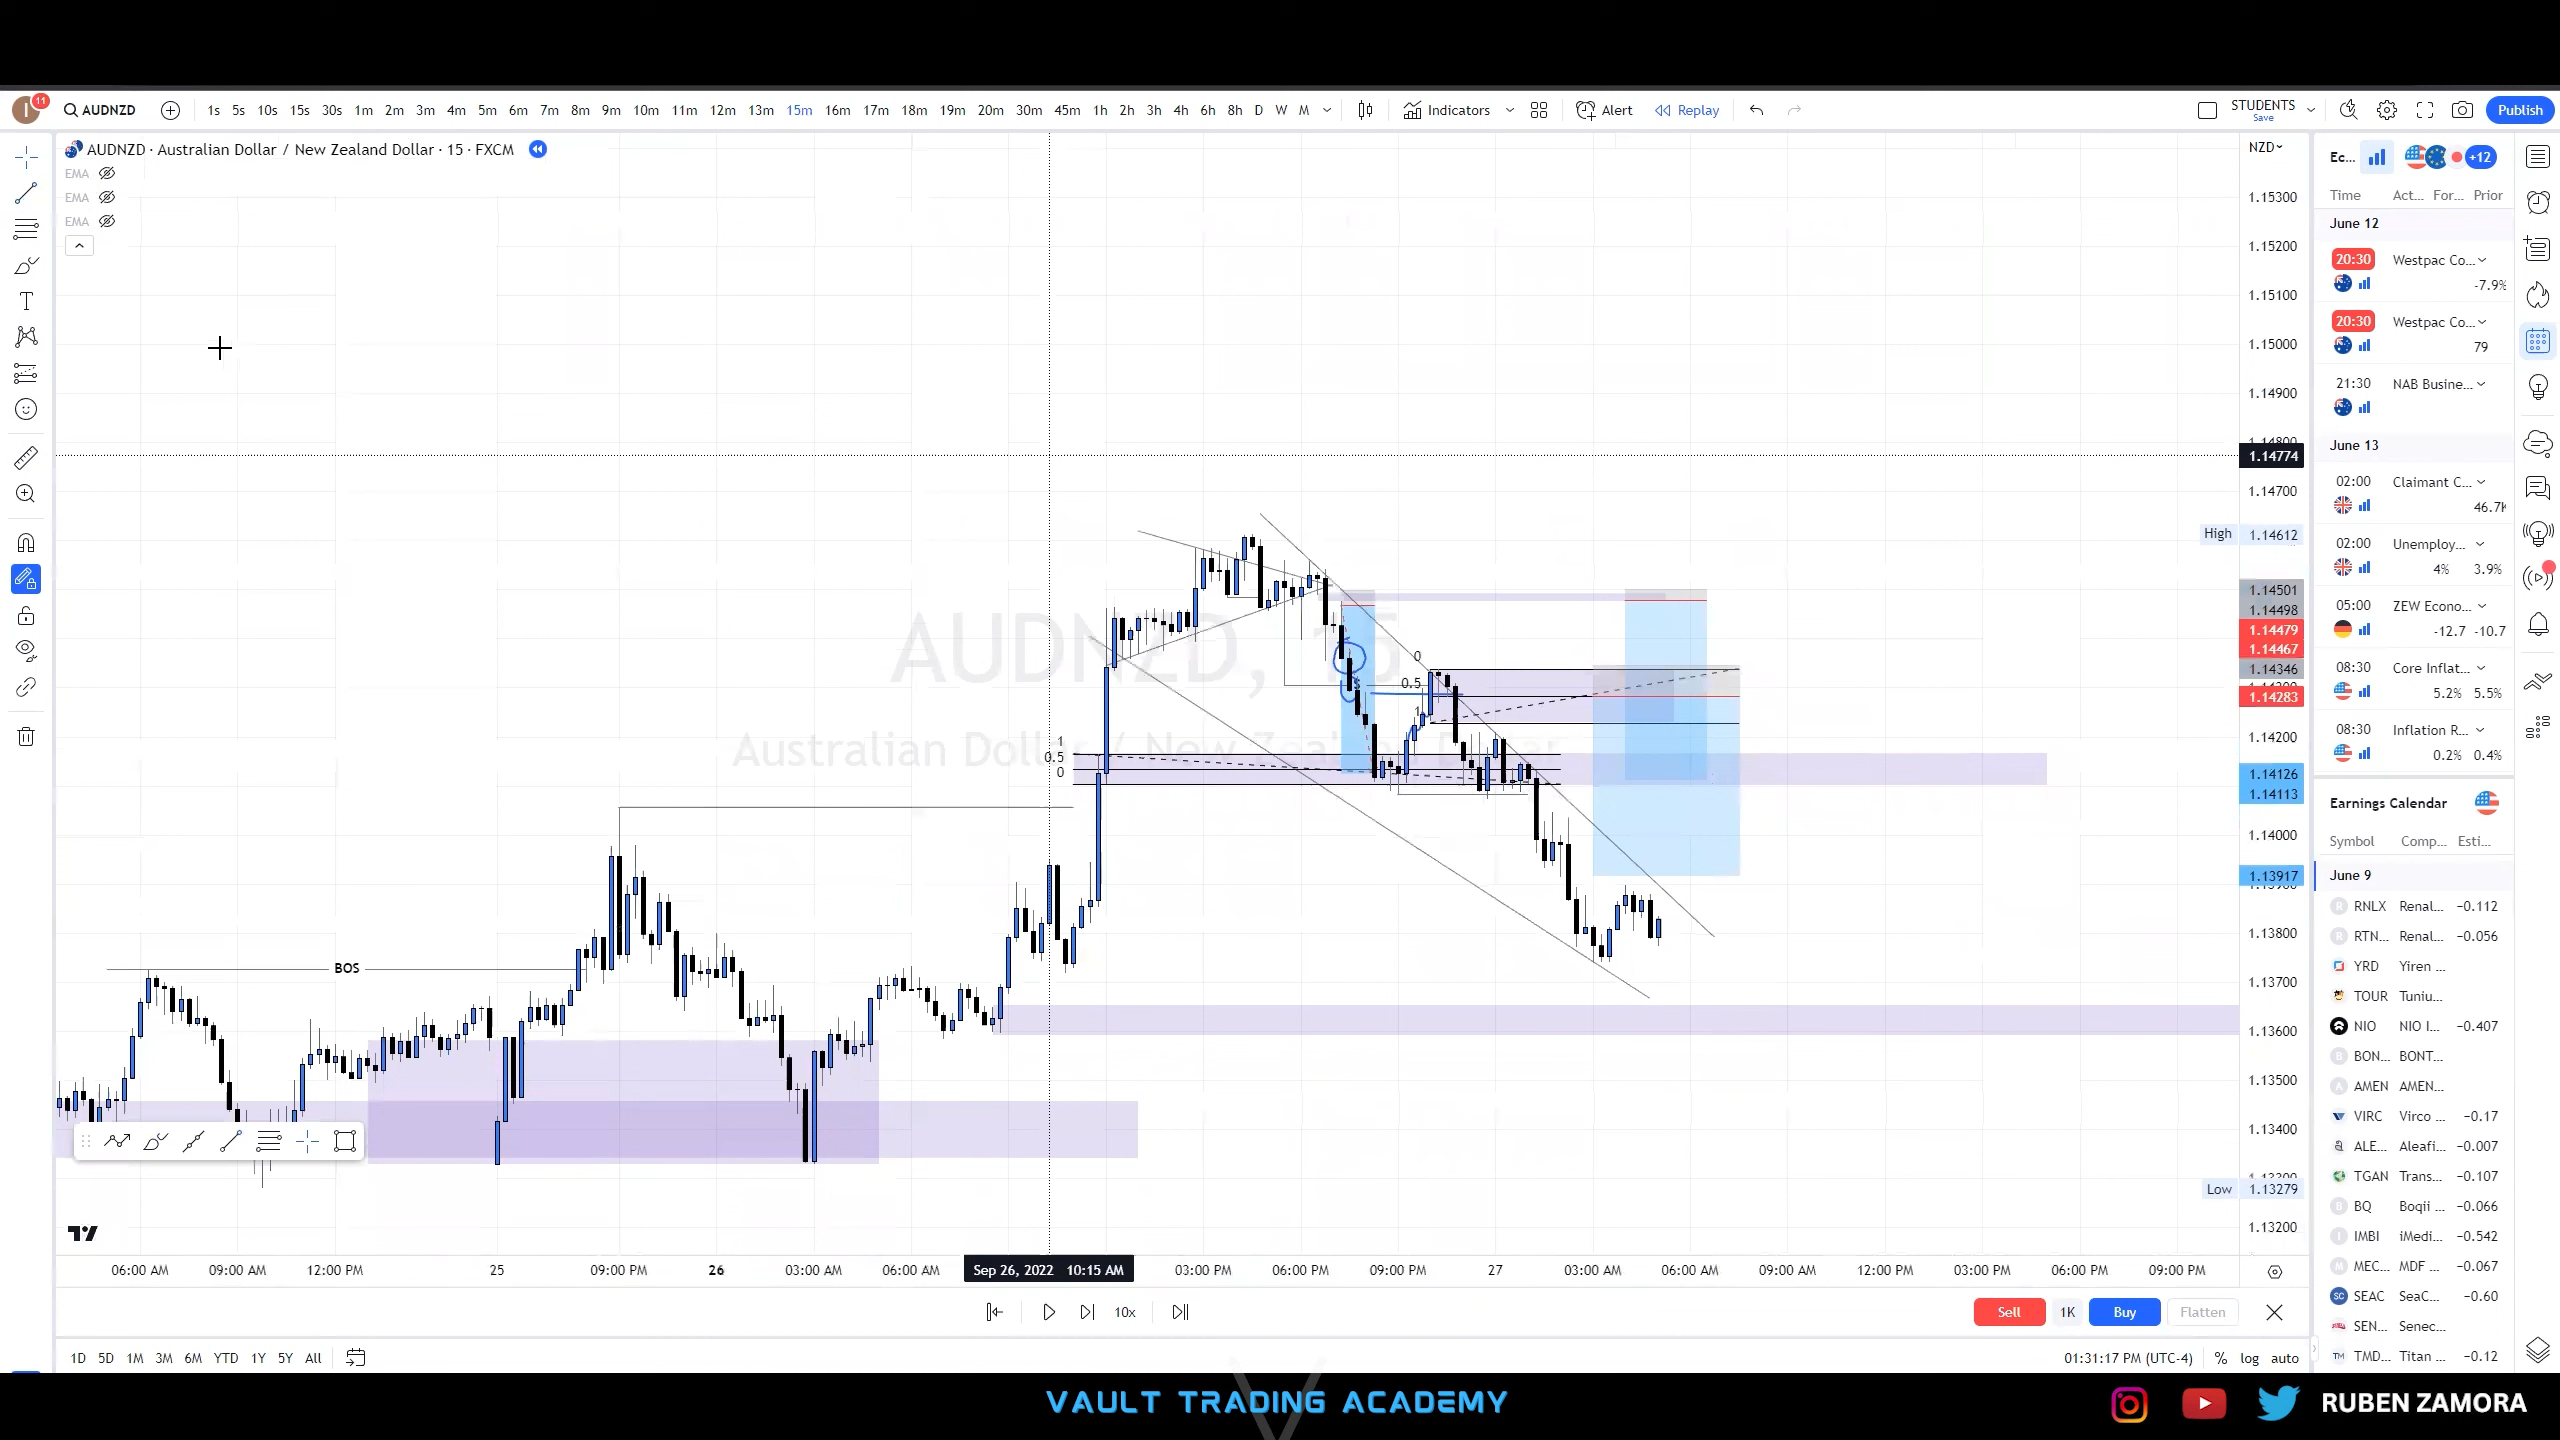 11
AUDNZD
1s 5s 10s 15s 30s 1m 2m 3m 4m 5m 6m 7m 8m 9m 10m 11m 12m 13m 15m 16m 17m 18m 19m 20m 30m 45m 1h 2h 3h 4h 6h 8h D W M
Indicators
Alert
Replay
STUDENTS
Save
Publish
AUDNZD · Australian Dollar / New Zealand Dollar · 15 · FXCM
EMA
EMA
EMA
AUDNZD, 15
Australian Dollar / New Zealand Dollar
BOS
1
0.5
0
0
0.5
1
NZD
1.15300
1.15200
1.15100
1.15000
1.14900
1.14800
1.14774
1.14700
High 1.14612
1.14501
1.14498
1.14479
1.14467
1.14346
1.14283
1.14200
1.14126
1.14113
1.14000
1.13917
1.13800
1.13700
1.13600
1.13500
1.13400
Low 1.13279
1.13200
06:00 AM 09:00 AM 12:00 PM 25 09:00 PM 26 03:00 AM 06:00 AM Sep 26, 2022 10:15 AM 03:00 PM 06:00 PM 09:00 PM 27 03:00 AM 06:00 AM 09:00 AM 12:00 PM 03:00 PM 06:00 PM 09:00 PM
10x
Sell 1K Buy Flatten
1D 5D 1M 3M 6M YTD 1Y 5Y All
01:31:17 PM (UTC-4) % log auto
Ec... +12
Time Act... For... Prior
June 12
20:30 Westpac Co...
-7.9%
20:30 Westpac Co...
79
21:30 NAB Busine...
June 13
02:00 Claimant C...
46.7K
02:00 Unemploy...
4% 3.9%
05:00 ZEW Econo...
-12.7 -10.7
08:30 Core Inflat...
5.2% 5.5%
08:30 Inflation R...
0.2% 0.4%
Earnings Calendar
Symbol Comp... Esti...
June 9
R RNLX Renal... −0.112
R RTN... Renal... −0.056
YRD Yiren ...
TOUR Tuniu...
NIO NIO I... −0.407
B BON... BONT...
A AMEN AMEN...
VIRC Virco ... −0.17
ALE... Aleafi... −0.007
TGAN Trans... −0.107
B BQ Boqii ... −0.066
I IMBI iMedi... −0.542
M MEC... MDF ... −0.067
SC SEAC SeaC... −0.60
SEN... Senec...
TM TMD... Titan ... −0.12
VAULT TRADING ACADEMY
RUBEN ZAMORA